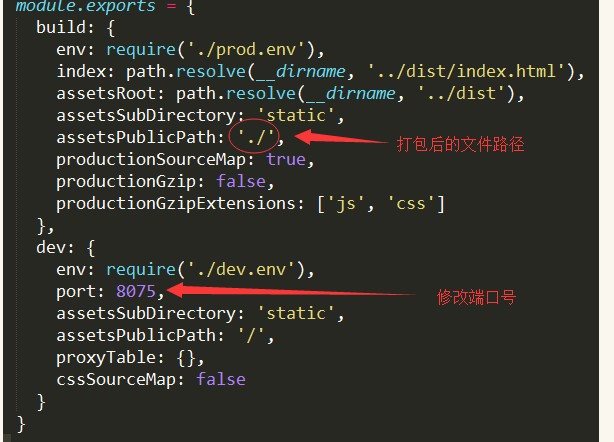 module.exports = {
build: {
env: require('./prod.env'),
index: path.resolve(__dirname, '../dist/index.html'),
assetsRoot: path.resolve(__dirname, '../dist'),
assetsSubDirectory: 'static',
assetsPublicPath: './', 打包后的文件路径
productionSourceMap: true,
productionGzip: false,
productionGzipExtensions: ['js', 'css']
},
dev: {
env: require('./dev.env'),
port: 8075, 修改端口号
assetsSubDirectory: 'static',
assetsPublicPath: '/',
proxyTable: {},
cssSourceMap: false
}
}